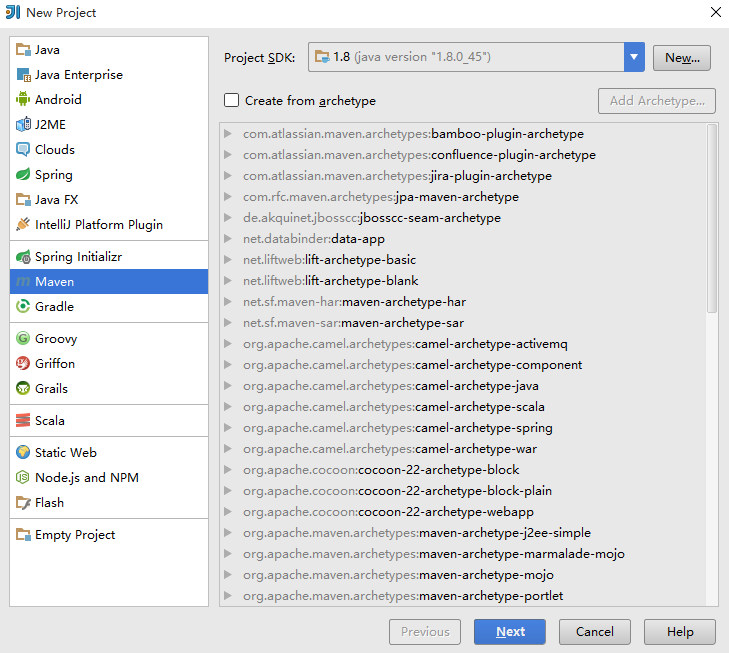 New Project
Java
Java Enterprise
Android
J2ME
Clouds
Spring
Java FX
IntelliJ Platform Plugin
Spring Initializr
Maven
Gradle
Groovy
Griffon
Grails
Scala
Static Web
Node.js and NPM
Flash
Empty Project
Project SDK: 1.8 (java version "1.8.0_45") New...
Create from archetype Add Archetype...
com.atlassian.maven.archetypes:bamboo-plugin-archetype
com.atlassian.maven.archetypes:confluence-plugin-archetype
com.atlassian.maven.archetypes:jira-plugin-archetype
com.rfc.maven.archetypes:jpa-maven-archetype
de.akquinet.jbosscc:jbosscc-seam-archetype
net.databinder:data-app
net.liftweb:lift-archetype-basic
net.liftweb:lift-archetype-blank
net.sf.maven-har:maven-archetype-har
net.sf.maven-sar:maven-archetype-sar
org.apache.camel.archetypes:camel-archetype-activemq
org.apache.camel.archetypes:camel-archetype-component
org.apache.camel.archetypes:camel-archetype-java
org.apache.camel.archetypes:camel-archetype-scala
org.apache.camel.archetypes:camel-archetype-spring
org.apache.camel.archetypes:camel-archetype-war
org.apache.cocoon:cocoon-22-archetype-block
org.apache.cocoon:cocoon-22-archetype-block-plain
org.apache.cocoon:cocoon-22-archetype-webapp
org.apache.maven.archetypes:maven-archetype-j2ee-simple
org.apache.maven.archetypes:maven-archetype-marmalade-mojo
org.apache.maven.archetypes:maven-archetype-mojo
org.apache.maven.archetypes:maven-archetype-portlet
Previous Next Cancel Help